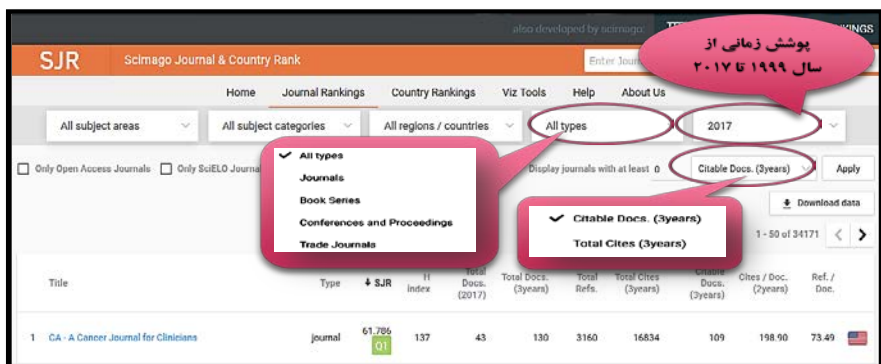 also developed by scimago:
INGS
پوشش زمانی از
سال ۱۹۹۹ تا ۲۰۱۷
SJR Scimago Journal & Country Rank
Enter Journ
Home Journal Rankings Country Rankings Viz Tools Help About Us
All subject areas All subject categories All regions / countries All types 2017
Only Open Access Journals Only SciELO Journal Display journals with at least 0 Citable Docs. (3years) Apply
All types
Journals
Book Series
Conferences and Proceedings
Trade Journals
Citable Docs. (3years)
Total Cites (3years)
Download data
1 - 50 of 34171
Title Type SJR H index Total Docs. (2017) Total Docs. (3years) Total Refs. Total Cites (3years) Citable Docs. (3years) Cites / Doc. (2years) Ref. / Doc.
1 CA - A Cancer Journal for Clinicians journal 61.786 Q1 137 43 130 3160 16834 109 198.90 73.49